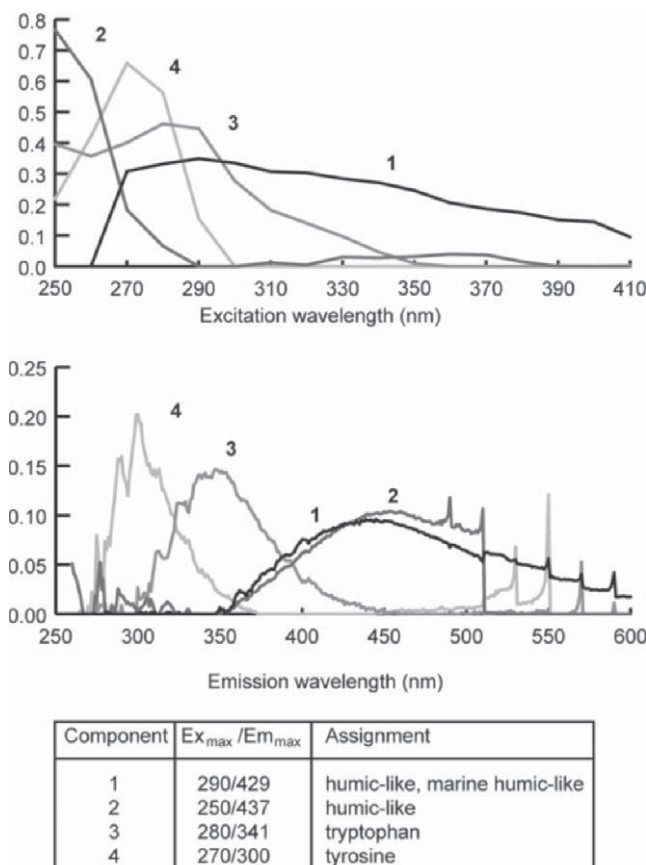 0.8
0.7
0.6
0.5
0.4
0.3
0.2
0.1
0.0
2
4
3
1
250 270 290 310 330 350 370 390 410
Excitation wavelength (nm)
0.25
0.20
0.15
0.10
0.05
0.00
4
3
1
2
250 300 350 400 450 500 550 600
Emission wavelength (nm)
Component Exmax /Emmax Assignment
1 290/429 humic-like, marine humic-like
2 250/437 humic-like
3 280/341 tryptophan
4 270/300 tyrosine